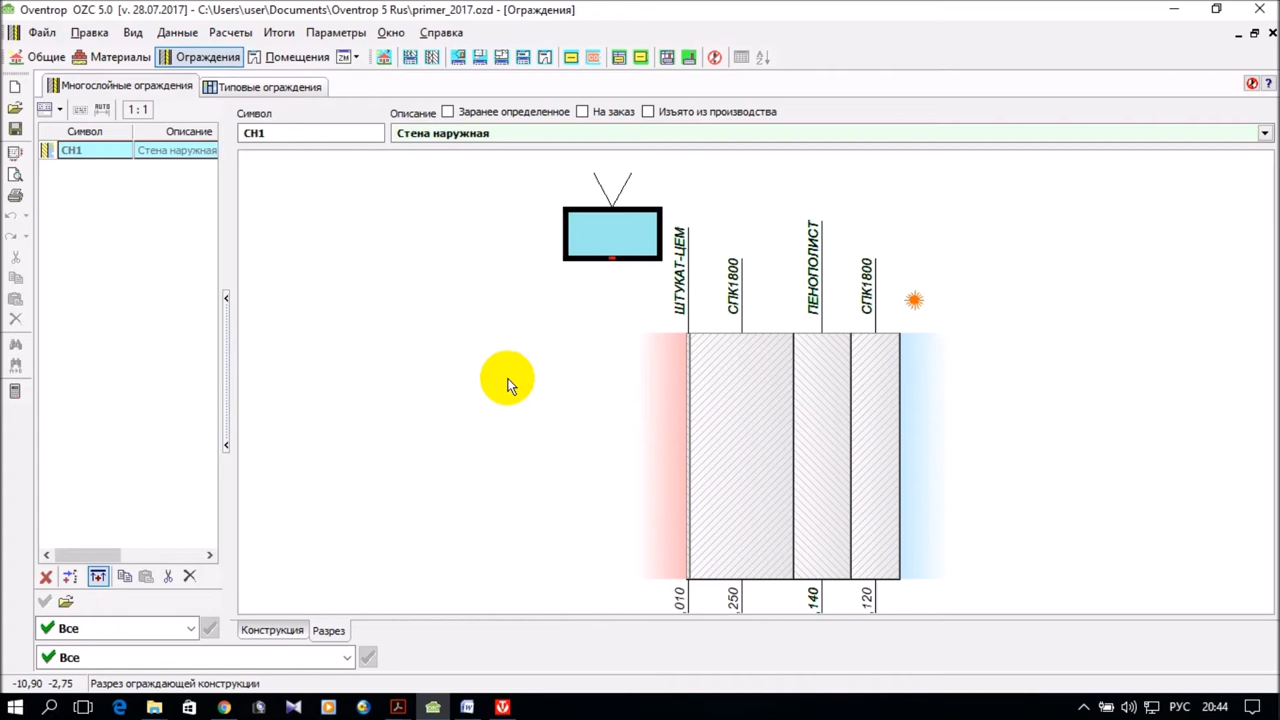 Oventrop OZC 5.0 [v. 28.07.2017] - C:\Users\user\Documents\Oventrop 5 Rus\primer_2017.ozd - [Ограждения]
Файл Правка Вид Данные Расчеты Итоги Параметры Окно Справка
Общие Материалы Ограждения Помещения
Многослойные ограждения Типовые ограждения
AUTO 1:1
Символ Описание
СН1 Стена наружная
Символ Описание Заранее определенное На заказ Изъято из производства
СН1 Стена наружная
ШТУКАТ-ЦЕМ
СПК1800
ПЕНОПОЛИСТ
СПК1800
,010
,250
,140
,120
Все
Конструкция Разрез
Все
-10,90 -2,75 Разрез ограждающей конструкции
РУС 20:44